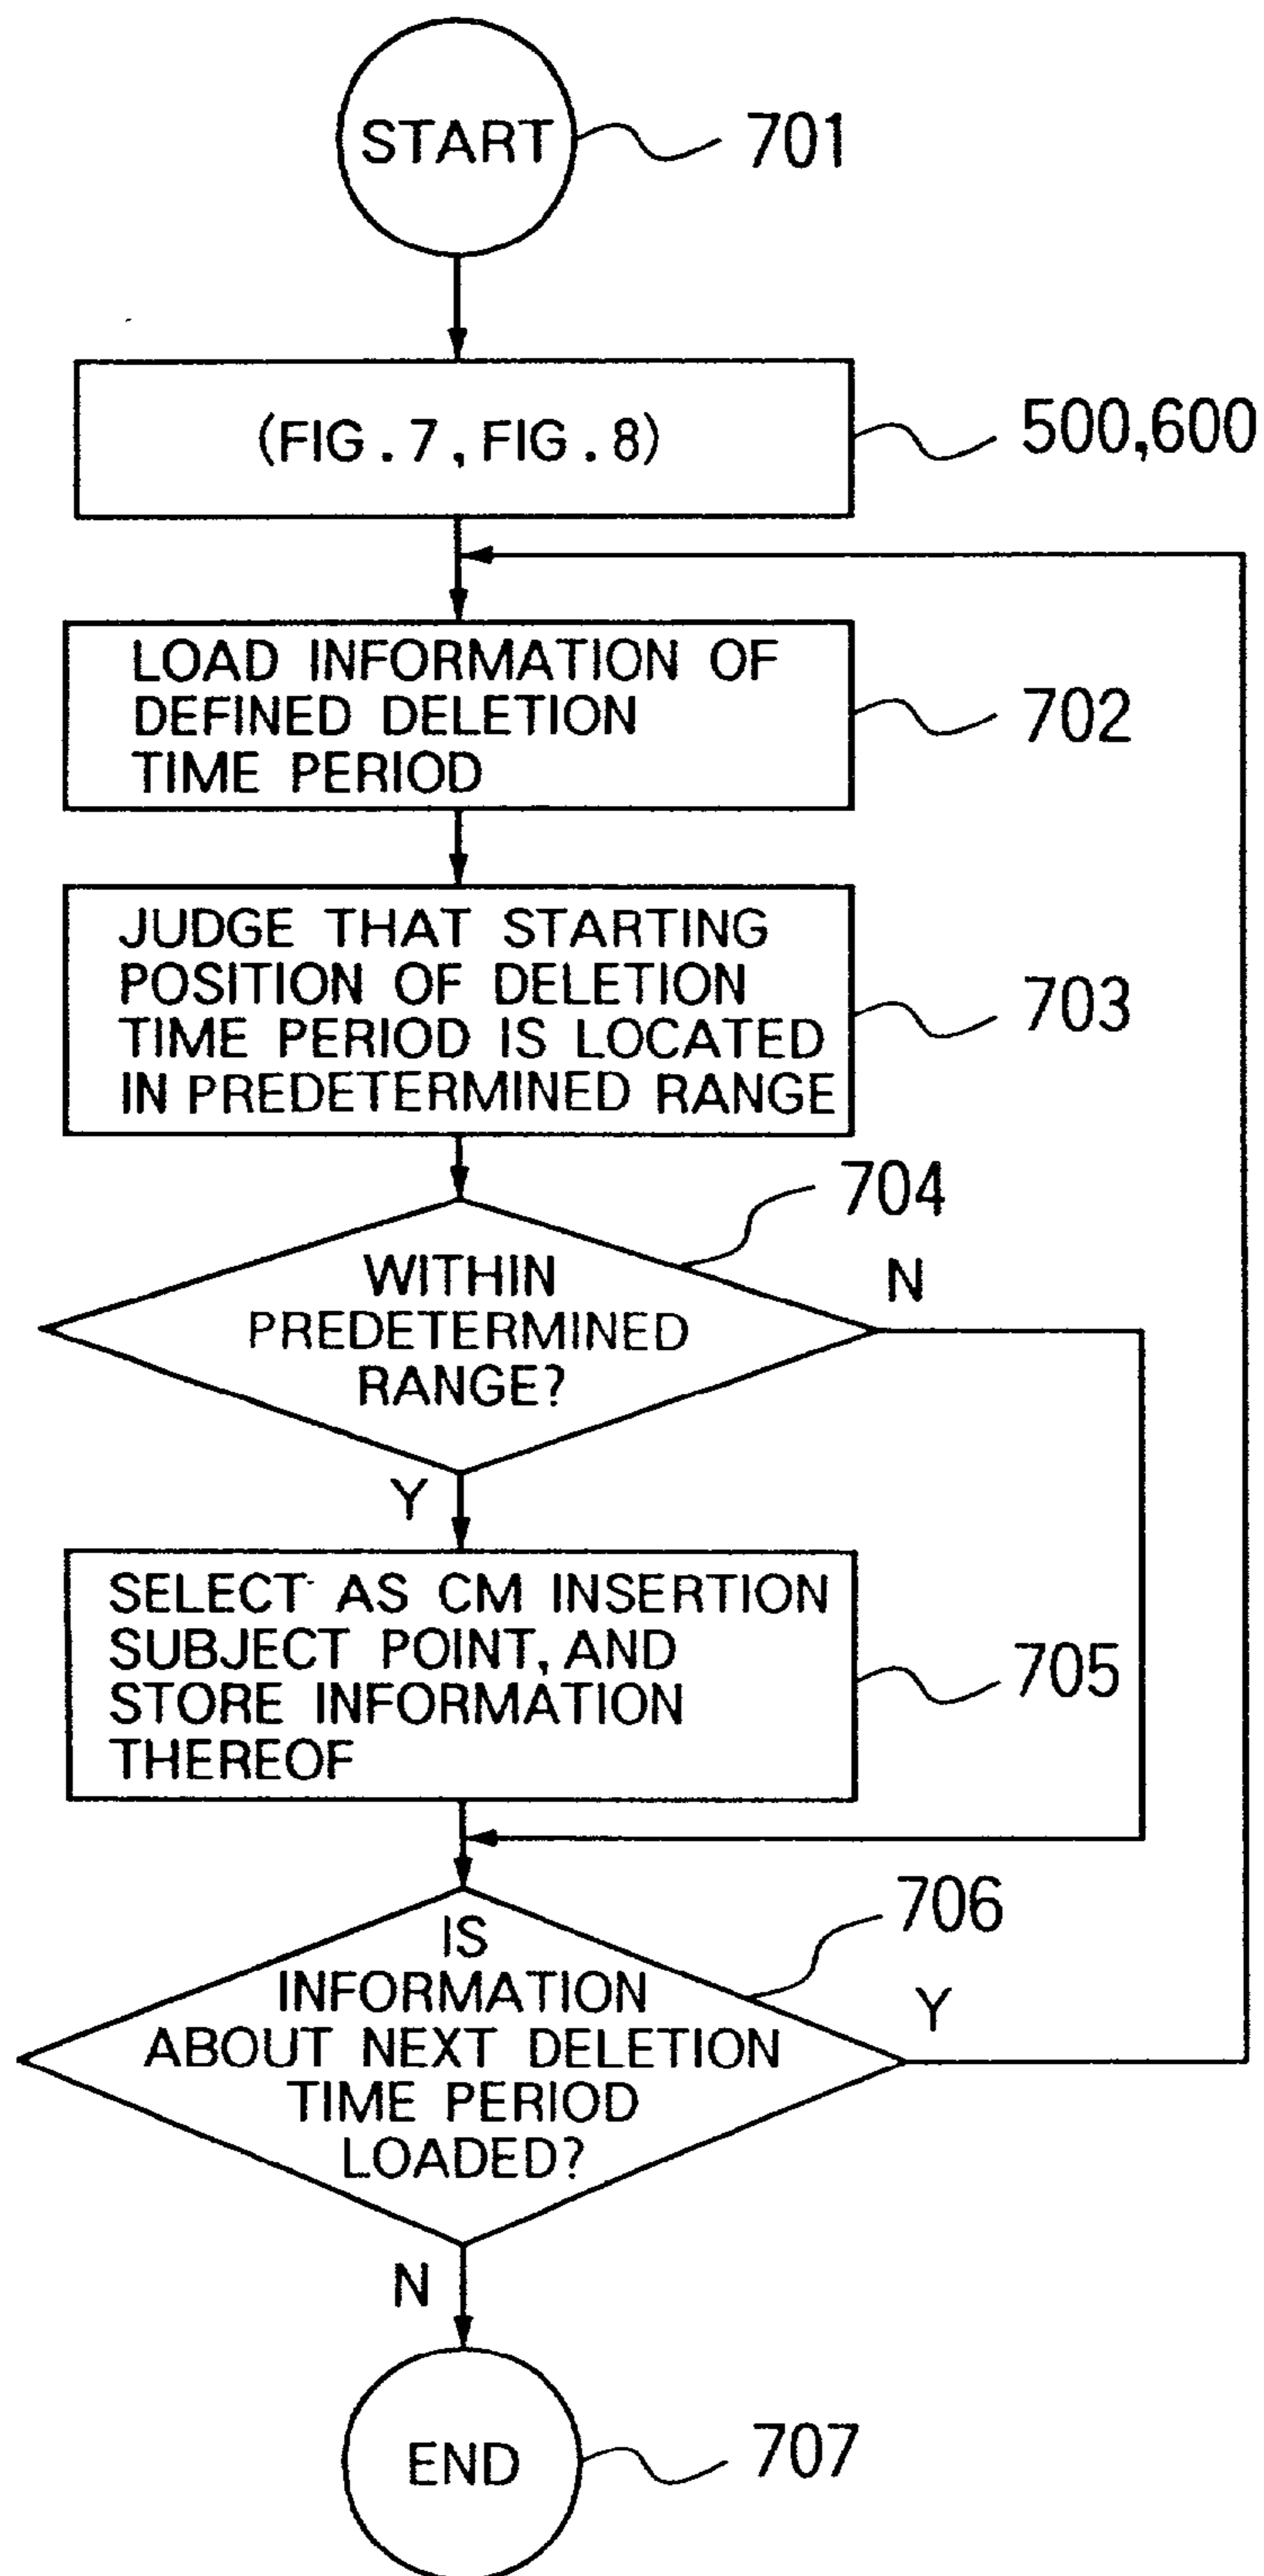 START
701
(FIG.7, FIG.8)
500,600
LOAD INFORMATION OF
DEFINED DELETION
TIME PERIOD
702
JUDGE THAT STARTING
POSITION OF DELETION
TIME PERIOD IS LOCATED
IN PREDETERMINED RANGE
703
704
WITHIN
PREDETERMINED
RANGE?
N
Y
SELECT AS CM INSERTION
SUBJECT POINT, AND
STORE INFORMATION
THEREOF
705
706
IS
INFORMATION
ABOUT NEXT DELETION
TIME PERIOD
LOADED?
Y
N
END
707